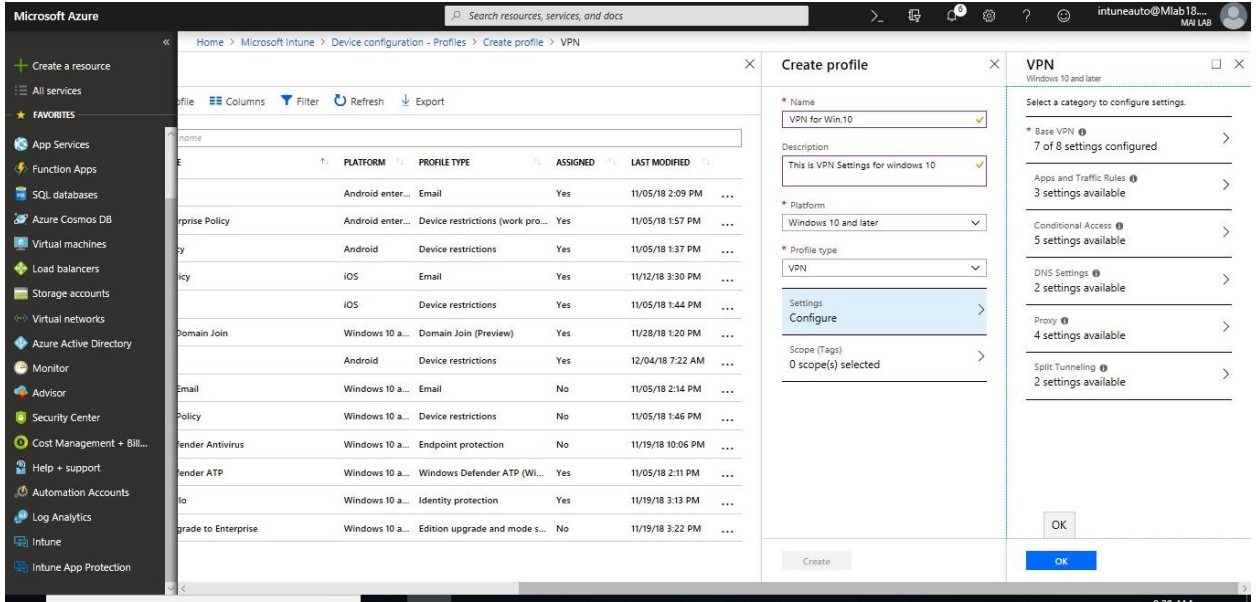 Microsoft Azure
Search resources, services, and docs
6
intuneauto@Mlab18....
MAI LAB
Home > Microsoft Intune > Device configuration - Profiles > Create profile > VPN
Create a resource
All services
FAVORITES
App Services
Function Apps
SQL databases
Azure Cosmos DB
Virtual machines
Load balancers
Storage accounts
Virtual networks
Azure Active Directory
Monitor
Advisor
Security Center
Cost Management + Bill...
Help + support
Automation Accounts
Log Analytics
Intune
Intune App Protection
ofile Columns Filter Refresh Export
name
E PLATFORM PROFILE TYPE ASSIGNED LAST MODIFIED
Android enter... Email Yes 11/05/18 2:09 PM ...
erprise Policy Android enter... Device restrictions (work pro... Yes 11/05/18 1:57 PM ...
cy Android Device restrictions Yes 11/05/18 1:37 PM ...
licy iOS Email Yes 11/12/18 3:30 PM ...
iOS Device restrictions Yes 11/05/18 1:44 PM ...
Domain Join Windows 10 a... Domain Join (Preview) Yes 11/28/18 1:20 PM ...
Android Device restrictions Yes 12/04/18 7:22 AM ...
Email Windows 10 a... Email No 11/05/18 2:14 PM ...
Policy Windows 10 a... Device restrictions No 11/05/18 1:46 PM ...
fender Antivirus Windows 10 a... Endpoint protection No 11/19/18 10:06 PM ...
fender ATP Windows 10 a... Windows Defender ATP (Wi... Yes 11/05/18 2:11 PM ...
llo Windows 10 a... Identity protection Yes 11/19/18 3:13 PM ...
grade to Enterprise Windows 10 a... Edition upgrade and mode s... No 11/19/18 3:22 PM ...
Create profile
* Name
VPN for Win.10
Description
This is VPN Settings for windows 10
* Platform
Windows 10 and later
* Profile type
VPN
Settings
Configure
Scope (Tags)
0 scope(s) selected
Create
VPN
Windows 10 and later
Select a category to configure settings.
* Base VPN
7 of 8 settings configured
Apps and Traffic Rules
3 settings available
Conditional Access
5 settings available
DNS Settings
2 settings available
Proxy
4 settings available
Split Tunneling
2 settings available
OK
OK